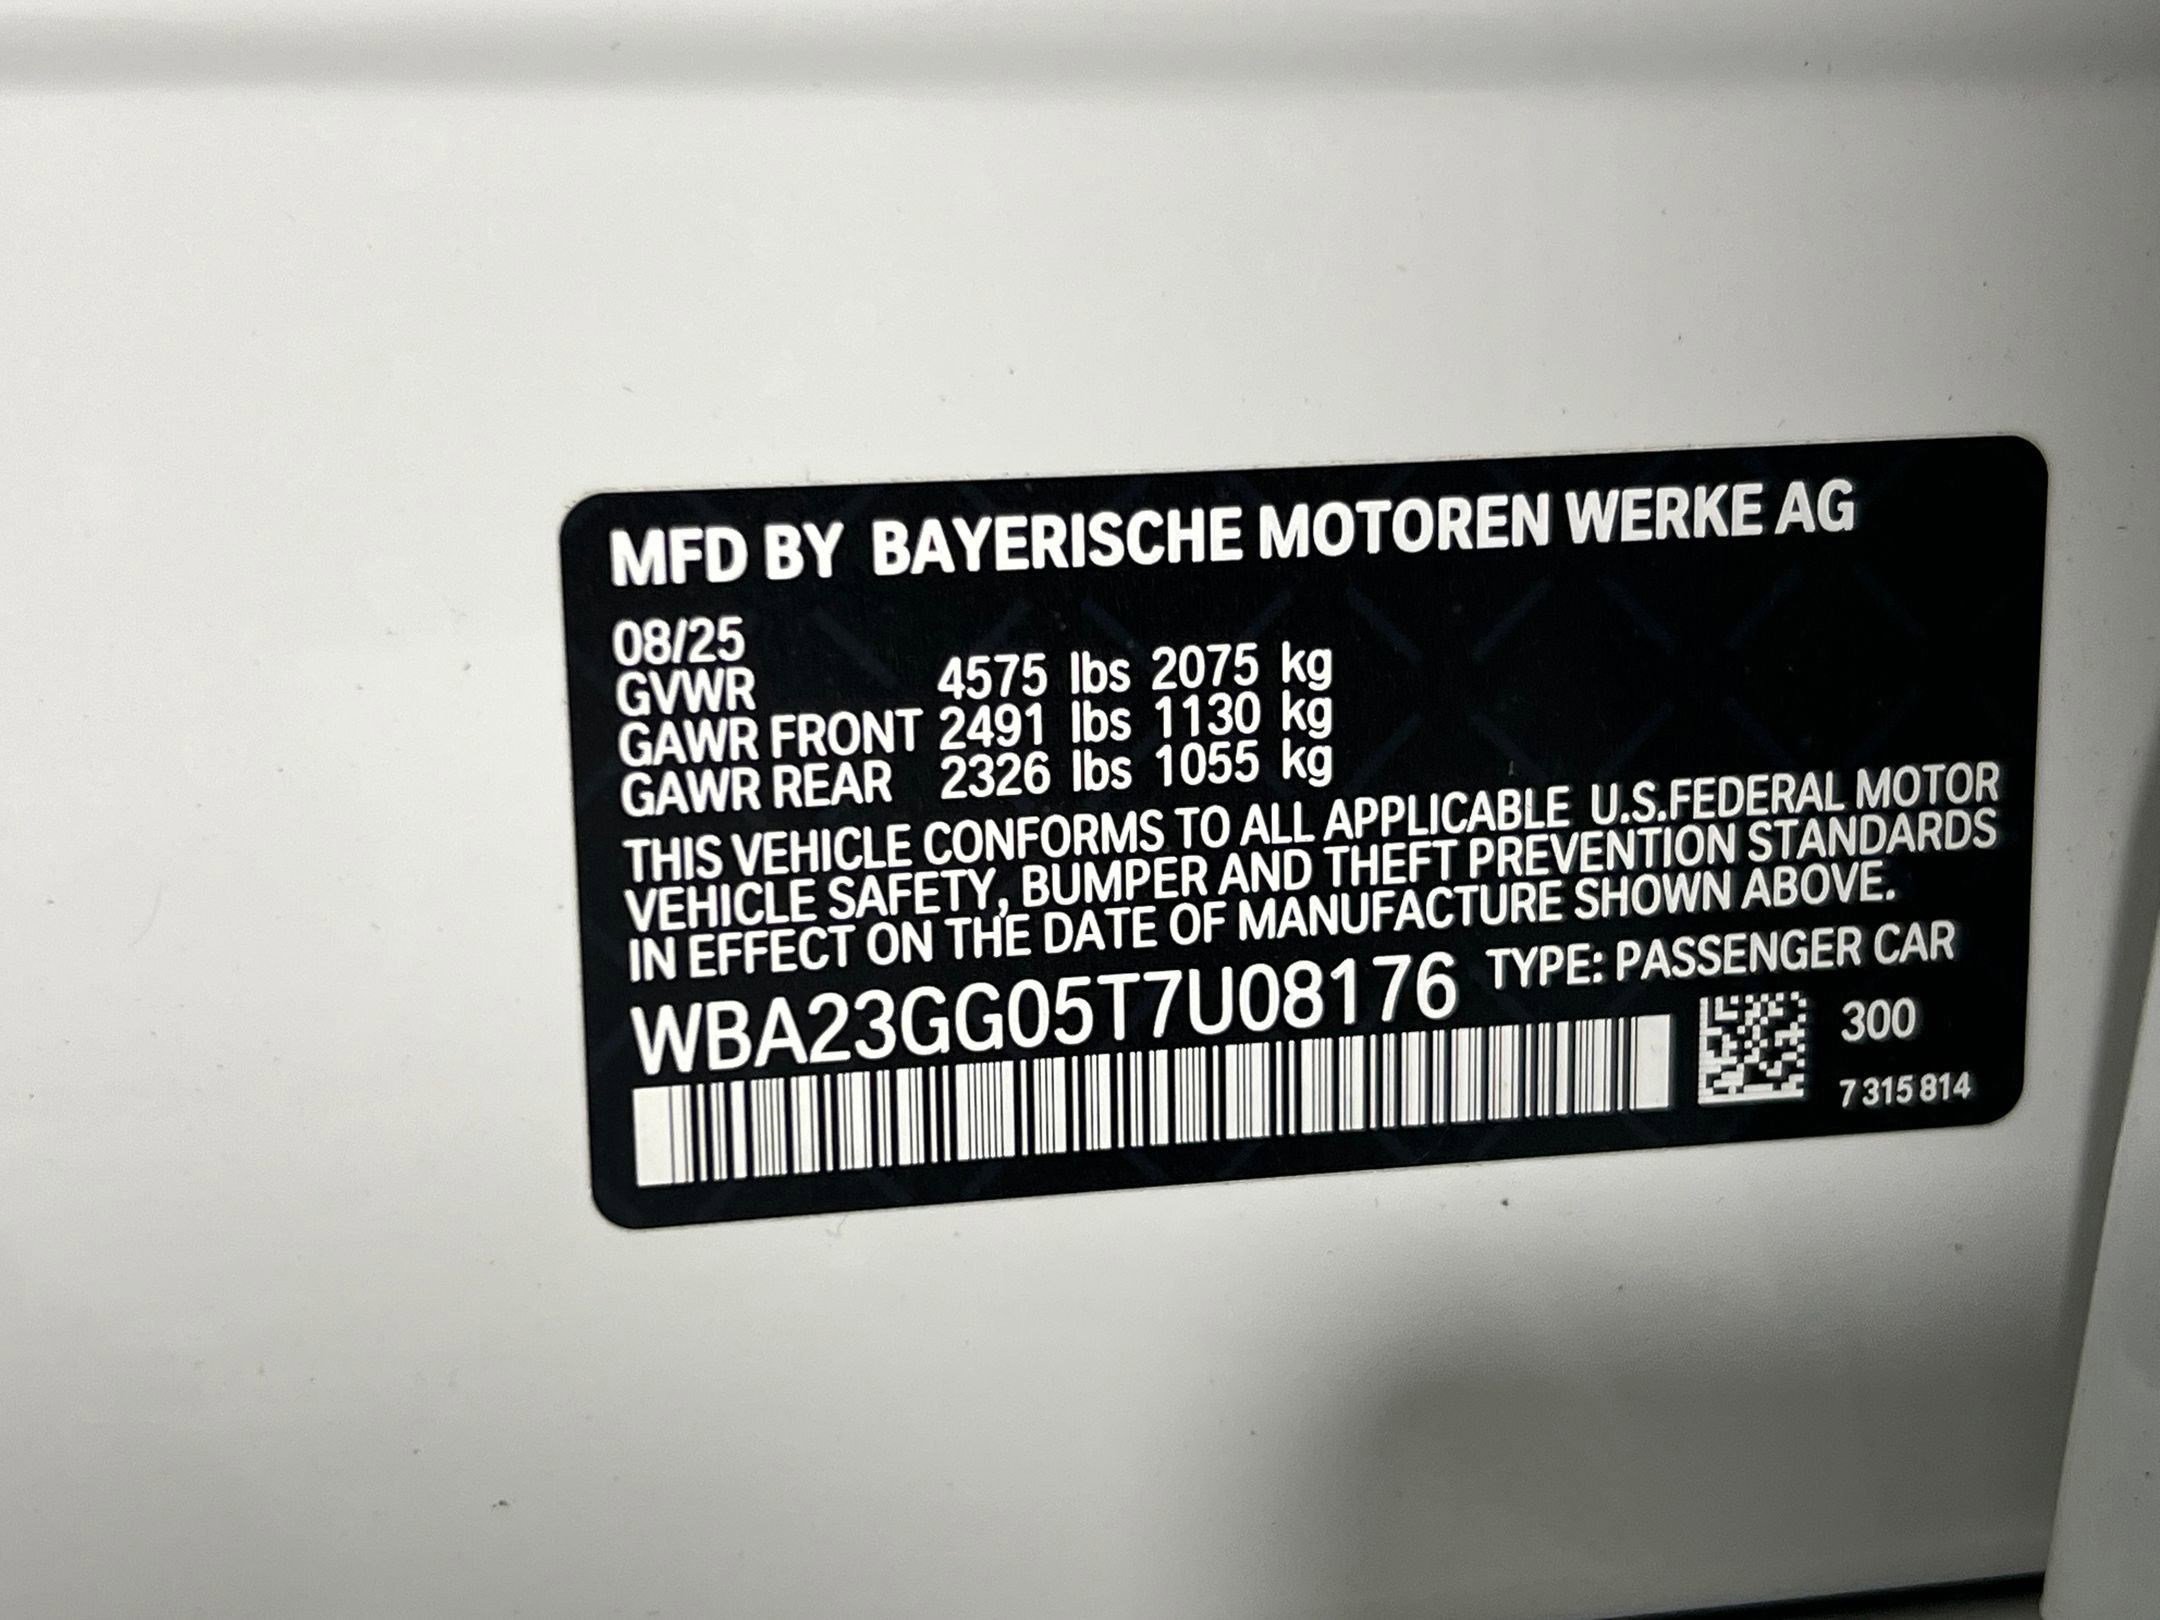 MFD BY BAYERISCHE MOTOREN WERKE AG
08/25
GVWR 4575 lbs 2075 kg
GAWR FRONT 2491 lbs 1130 kg
GAWR REAR 2326 lbs 1055 kg
THIS VEHICLE CONFORMS TO ALL APPLICABLE U.S.FEDERAL MOTOR
VEHICLE SAFETY, BUMPER AND THEFT PREVENTION STANDARDS
IN EFFECT ON THE DATE OF MANUFACTURE SHOWN ABOVE.
WBA23GG05T7U08176 TYPE: PASSENGER CAR
300
7 315 814